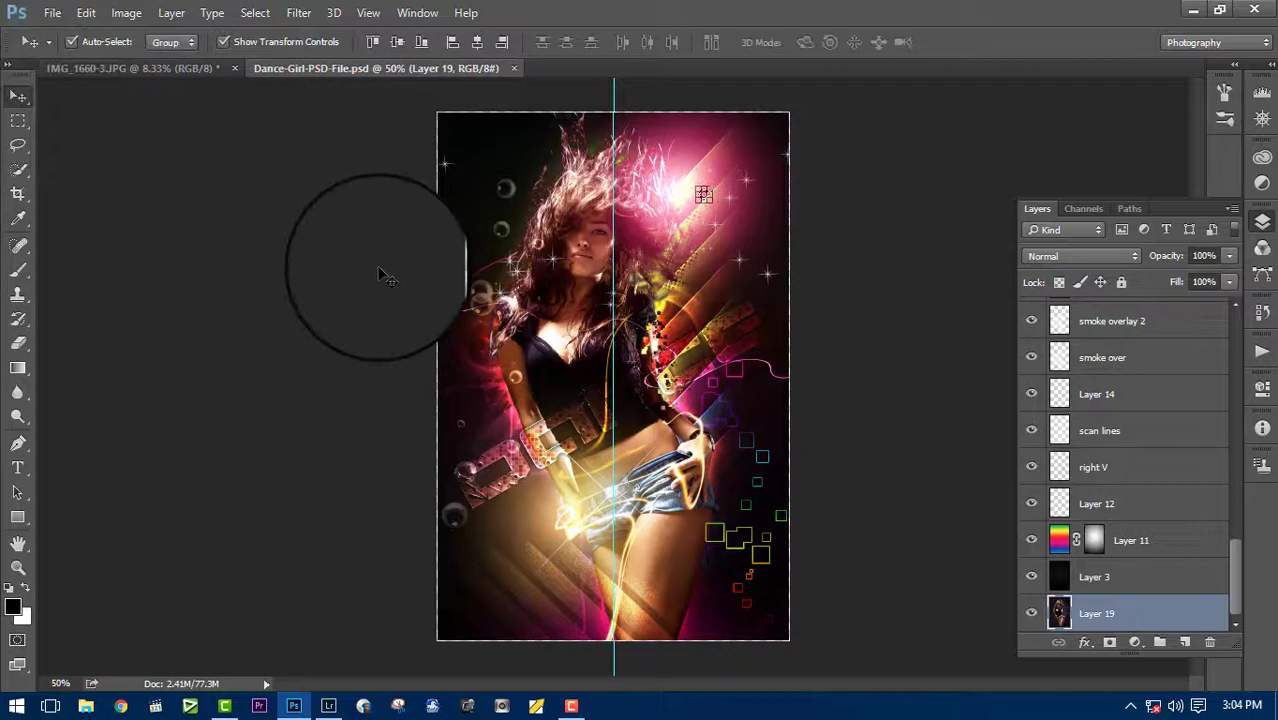 Ps File Edit Image Layer Type Select Filter 3D View Window Help
Auto-Select: Group Show Transform Controls 3D Mode: Photography
IMG_1660-3.JPG @ 8.33% (RGB/8) * × Dance-Girl-PSD-File.psd @ 50% (Layer 19, RGB/8#) ×
Layers Channels Paths
Kind
Normal Opacity: 100%
Lock: Fill: 100%
smoke overlay 2
smoke over
Layer 14
scan lines
right V
Layer 12
Layer 11
Layer 3
Layer 19
50% Doc: 2.41M/77.3M
Pr Ps Lr 3:04 PM